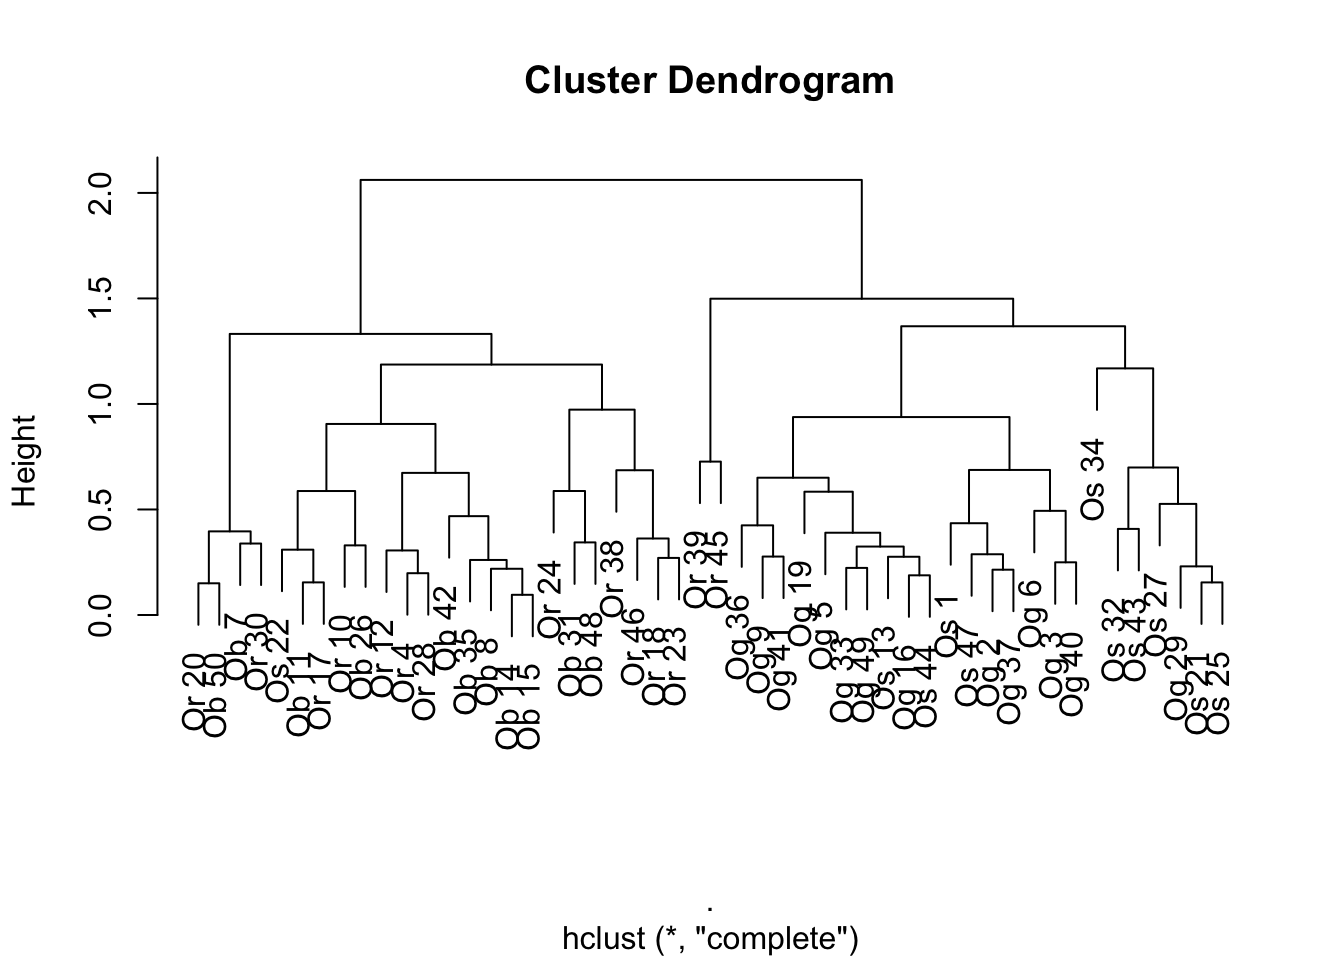 Cluster Dendrogram
Height
0.0
0.5
1.0
1.5
2.0
Or 20
Ob 50
Ob 7
Or 30
Os 22
Ob 11
Or 17
Or 10
Ob 26
Or 12
Or 4
Or 28
Ob 42
Ob 35
Ob 8
Ob 14
Ob 15
Or 24
Ob 31
Ob 48
Or 38
Or 46
Or 18
Or 23
Or 39
Or 45
Og 36
Og 9
Og 41
Og 19
Og 5
Og 33
Og 49
Os 13
Og 16
Os 44
Os 1
Os 47
Og 2
Og 37
Og 6
Og 3
Og 40
Os 34
Os 32
Os 43
Os 27
Og 29
Os 21
Os 25
.
hclust (*, "complete")